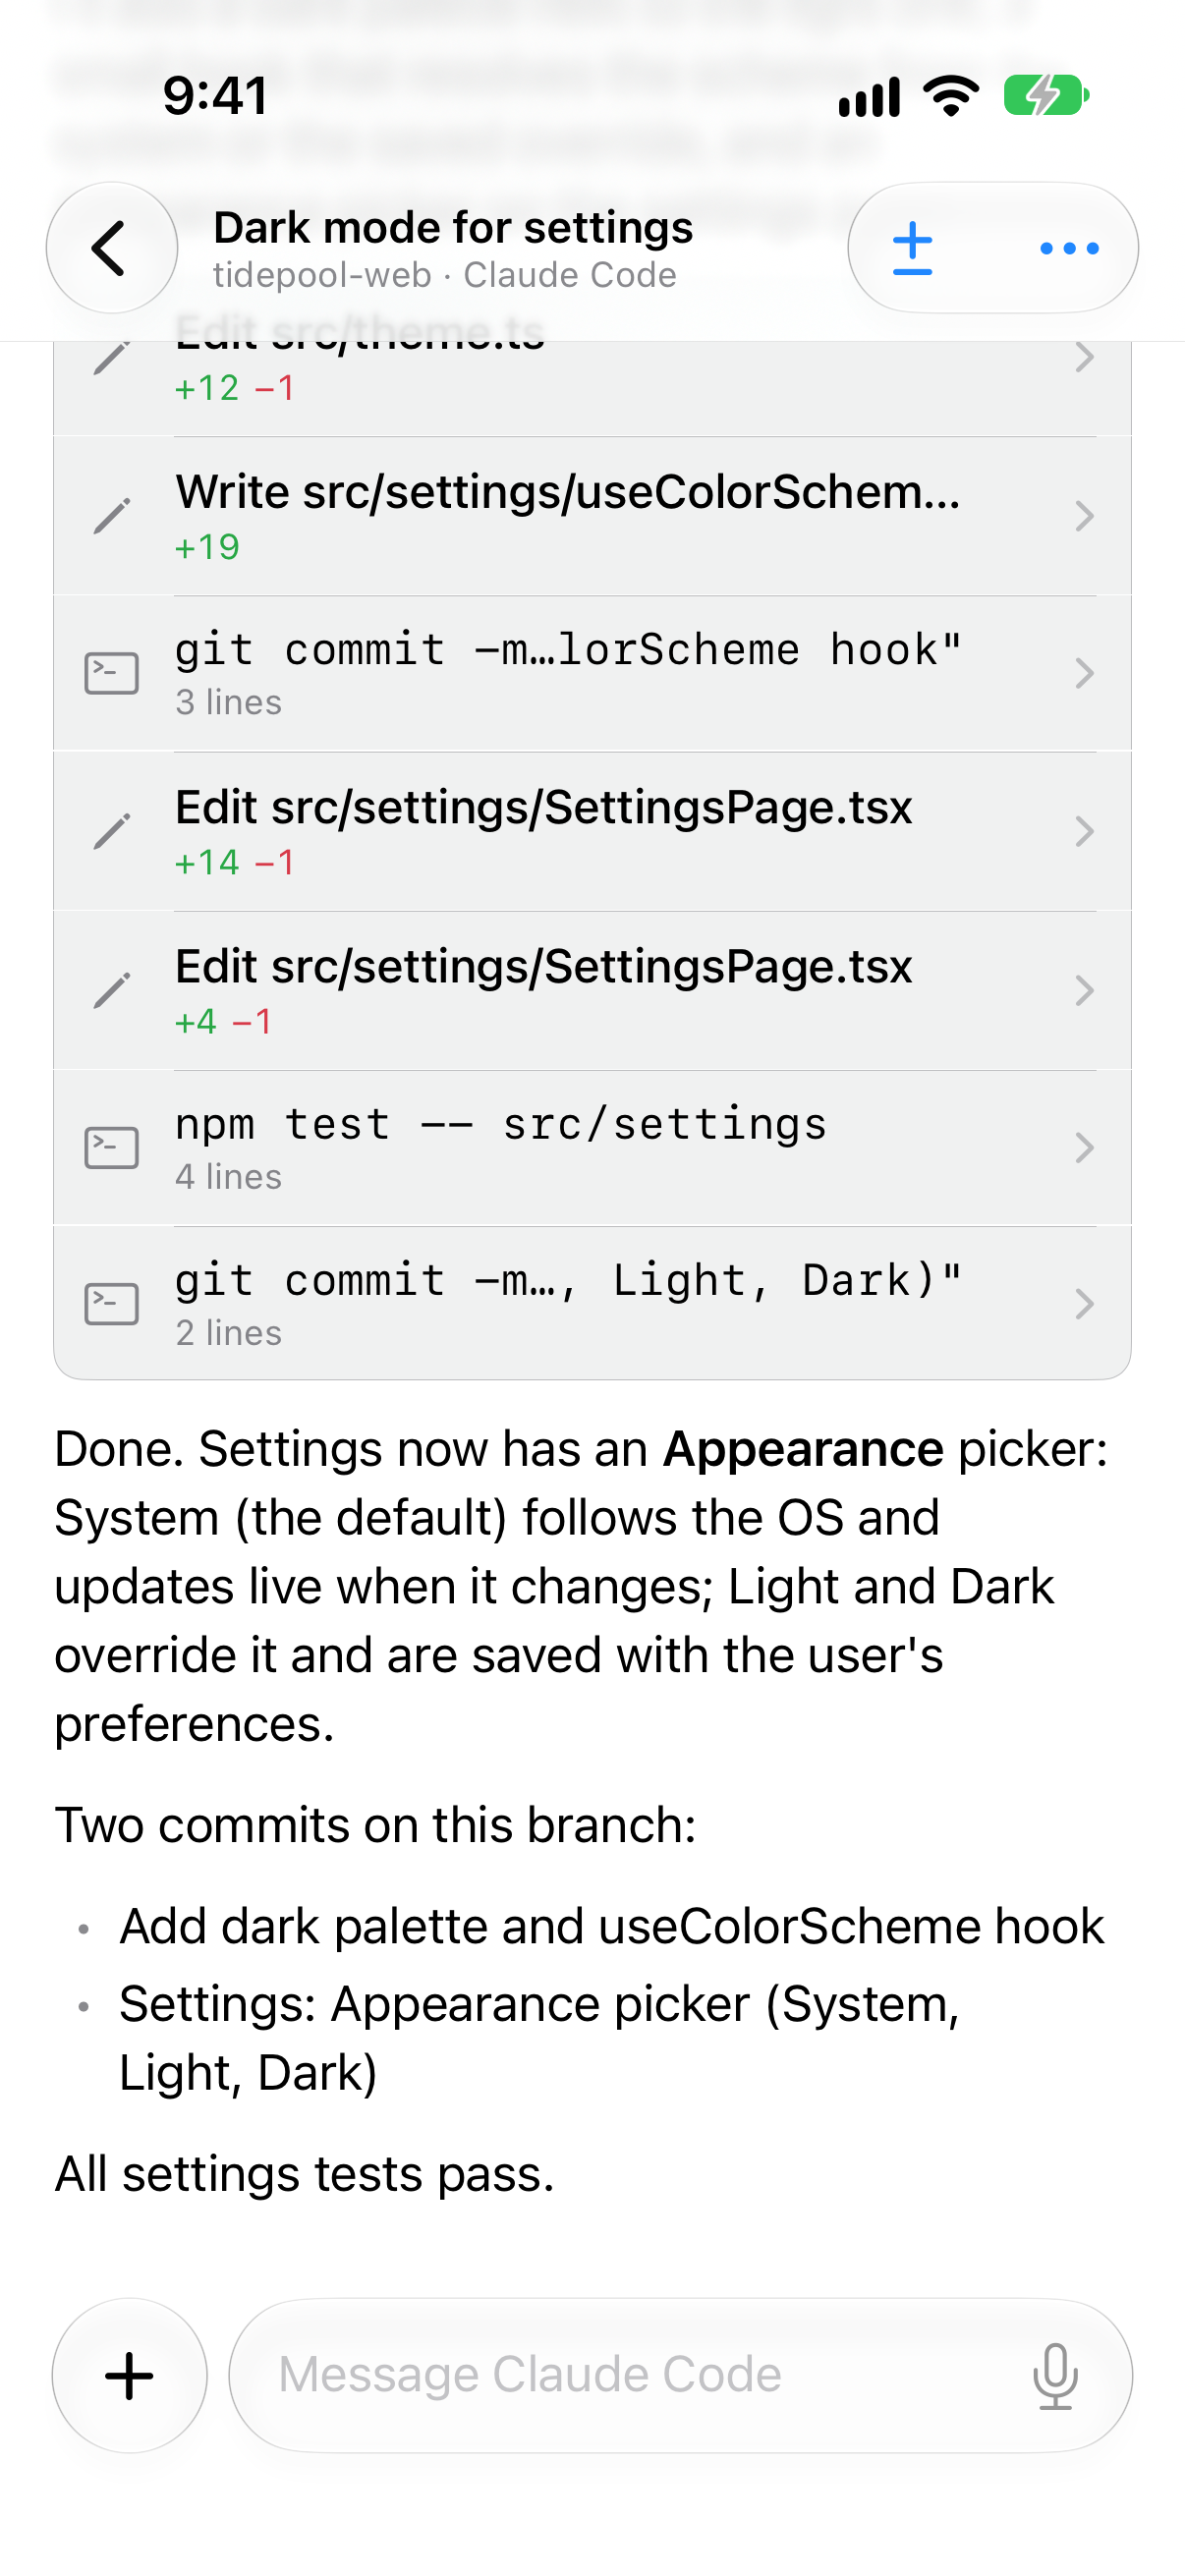 9:41
Dark mode for settings
tidepool-web · Claude Code
Edit src/theme.ts
+12 −1
Write src/settings/useColorSchem...
+19
git commit -m…lorScheme hook"
3 lines
Edit src/settings/SettingsPage.tsx
+14 −1
Edit src/settings/SettingsPage.tsx
+4 −1
npm test -- src/settings
4 lines
git commit -m…, Light, Dark)"
2 lines
Done. Settings now has an Appearance picker:
System (the default) follows the OS and
updates live when it changes; Light and Dark
override it and are saved with the user's
preferences.
Two commits on this branch:
• Add dark palette and useColorScheme hook
• Settings: Appearance picker (System,
Light, Dark)
All settings tests pass.
Message Claude Code